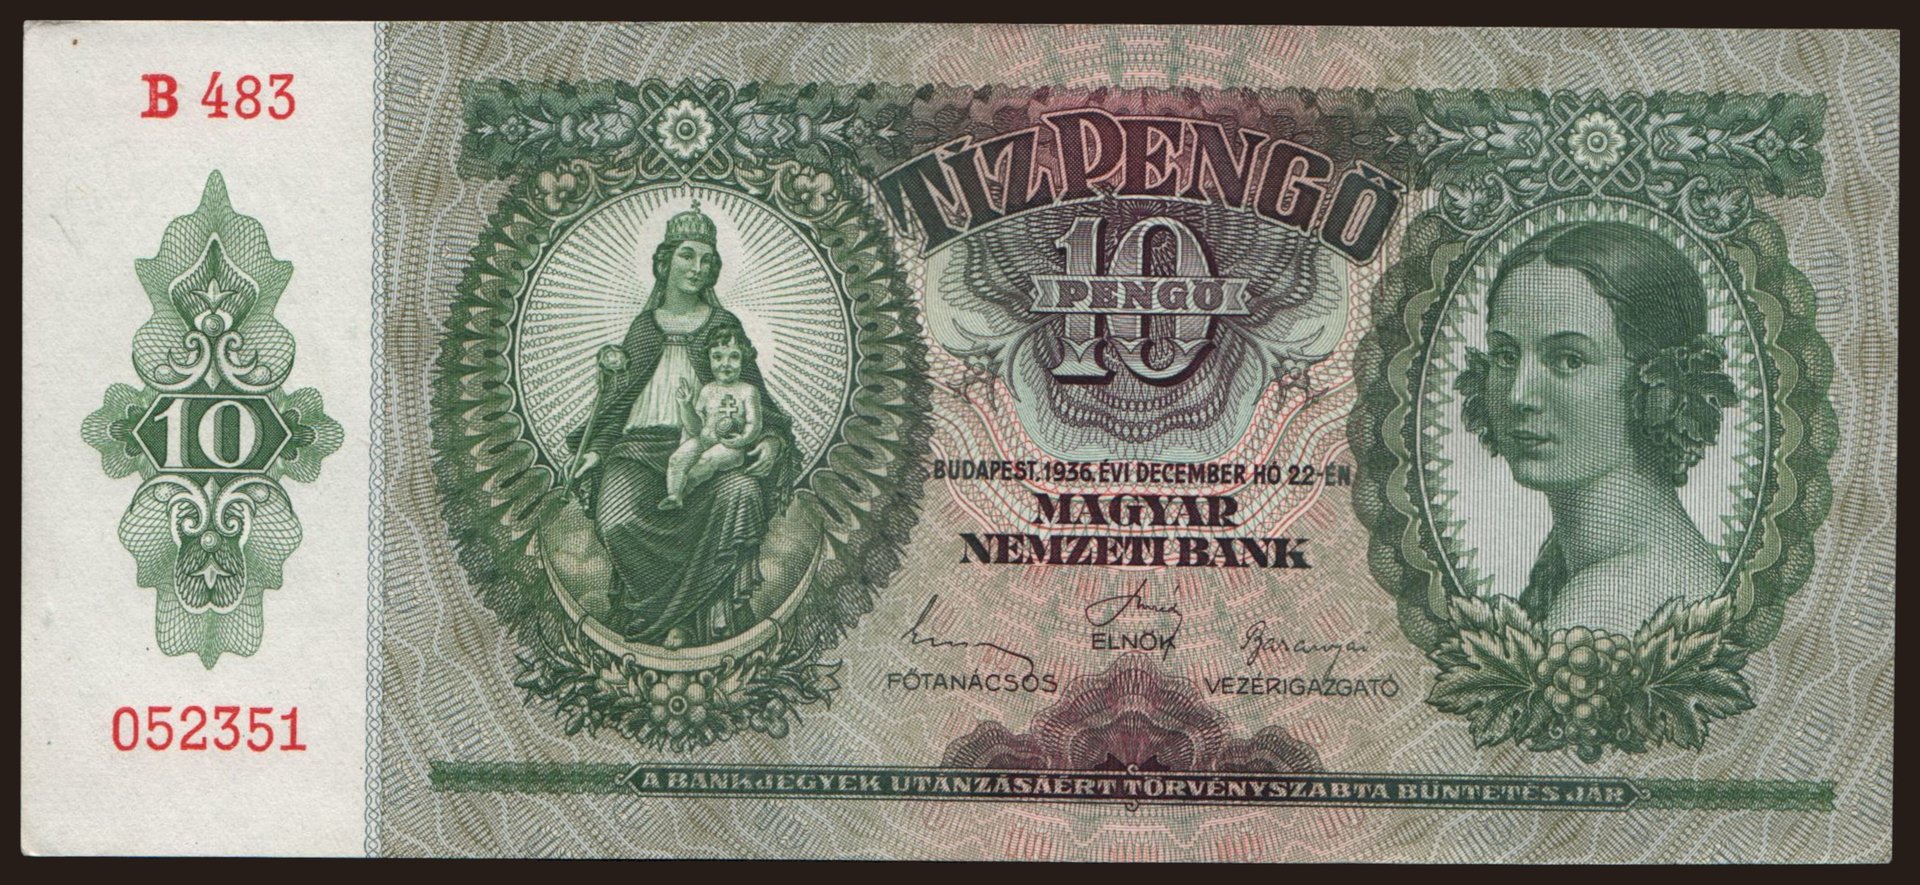 B 483
TÍZ PENGŐ
10
PENGŐ
10
BUDAPEST, 1936. ÉVI DECEMBER HÓ 22-ÉN
MAGYAR
NEMZETI BANK
ELNÖK
FŐTANÁCSOS
VEZÉRIGAZGATÓ
052351
A BANKJEGYEK UTÁNZÁSÁÉRT TÖRVÉNYSZABTA BÜNTETÉS JÁR